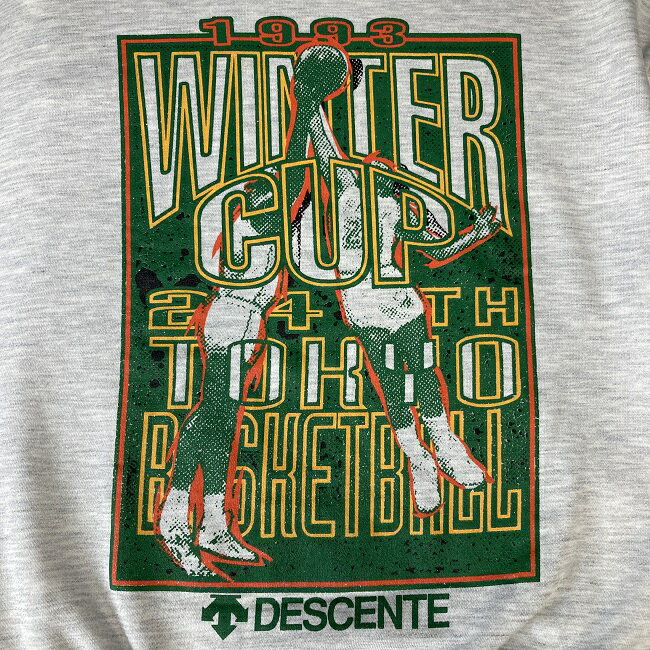 1993
WINTER
CUP
24TH
TOKYO
BASKETBALL
DESCENTE